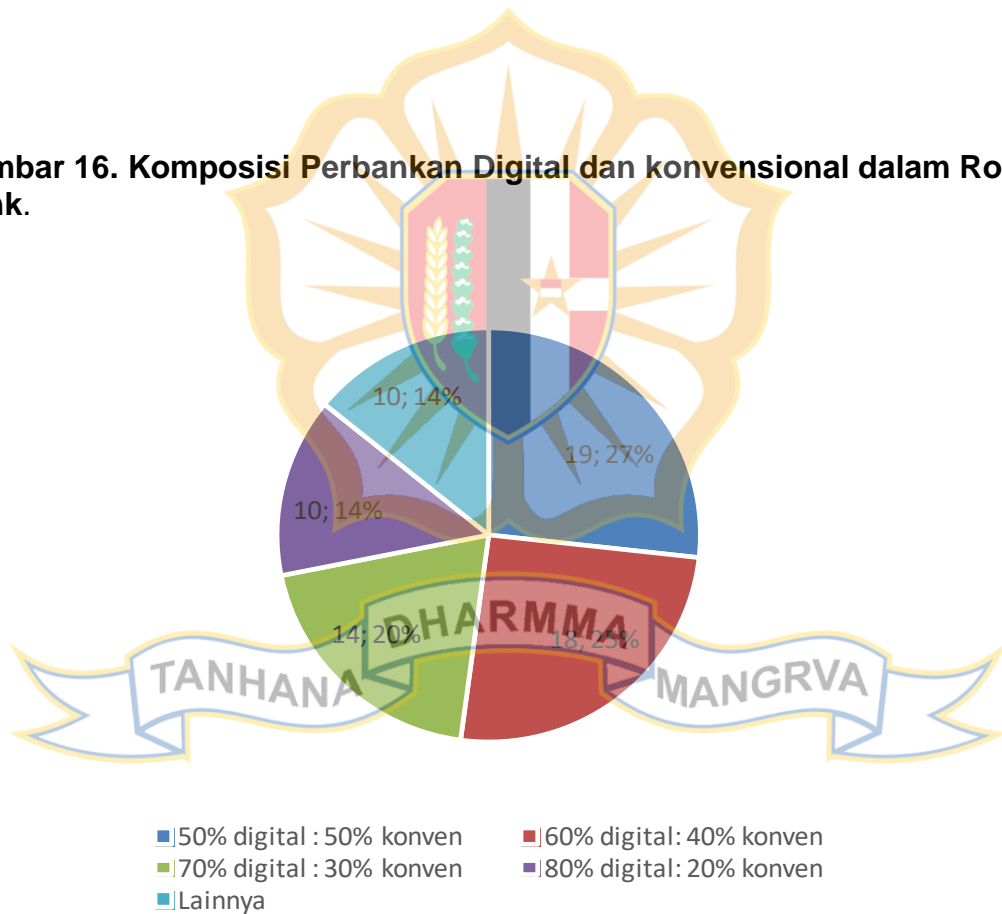 mbar 16. Komposisi Perbankan Digital dan konvensional dalam Ro
nk.
10; 14%
19; 27%
10; 14%
14; 20%
18; 25%
DHARMMA
TANHANA
MANGRVA
50% digital : 50% konven
60% digital: 40% konven
70% digital : 30% konven
80% digital: 20% konven
Lainnya